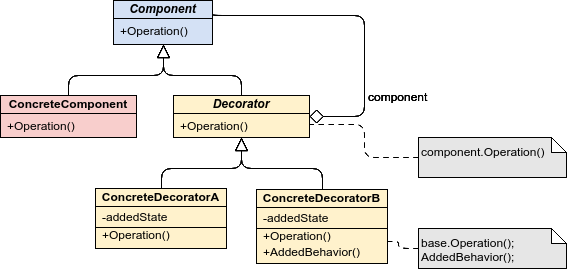 Component
+Operation()
component
ConcreteComponent
+Operation()
Decorator
+Operation()
component.Operation()
ConcreteDecoratorA
-addedState
+Operation()
ConcreteDecoratorB
-addedState
+Operation()
+AddedBehavior()
base.Operation();
AddedBehavior();